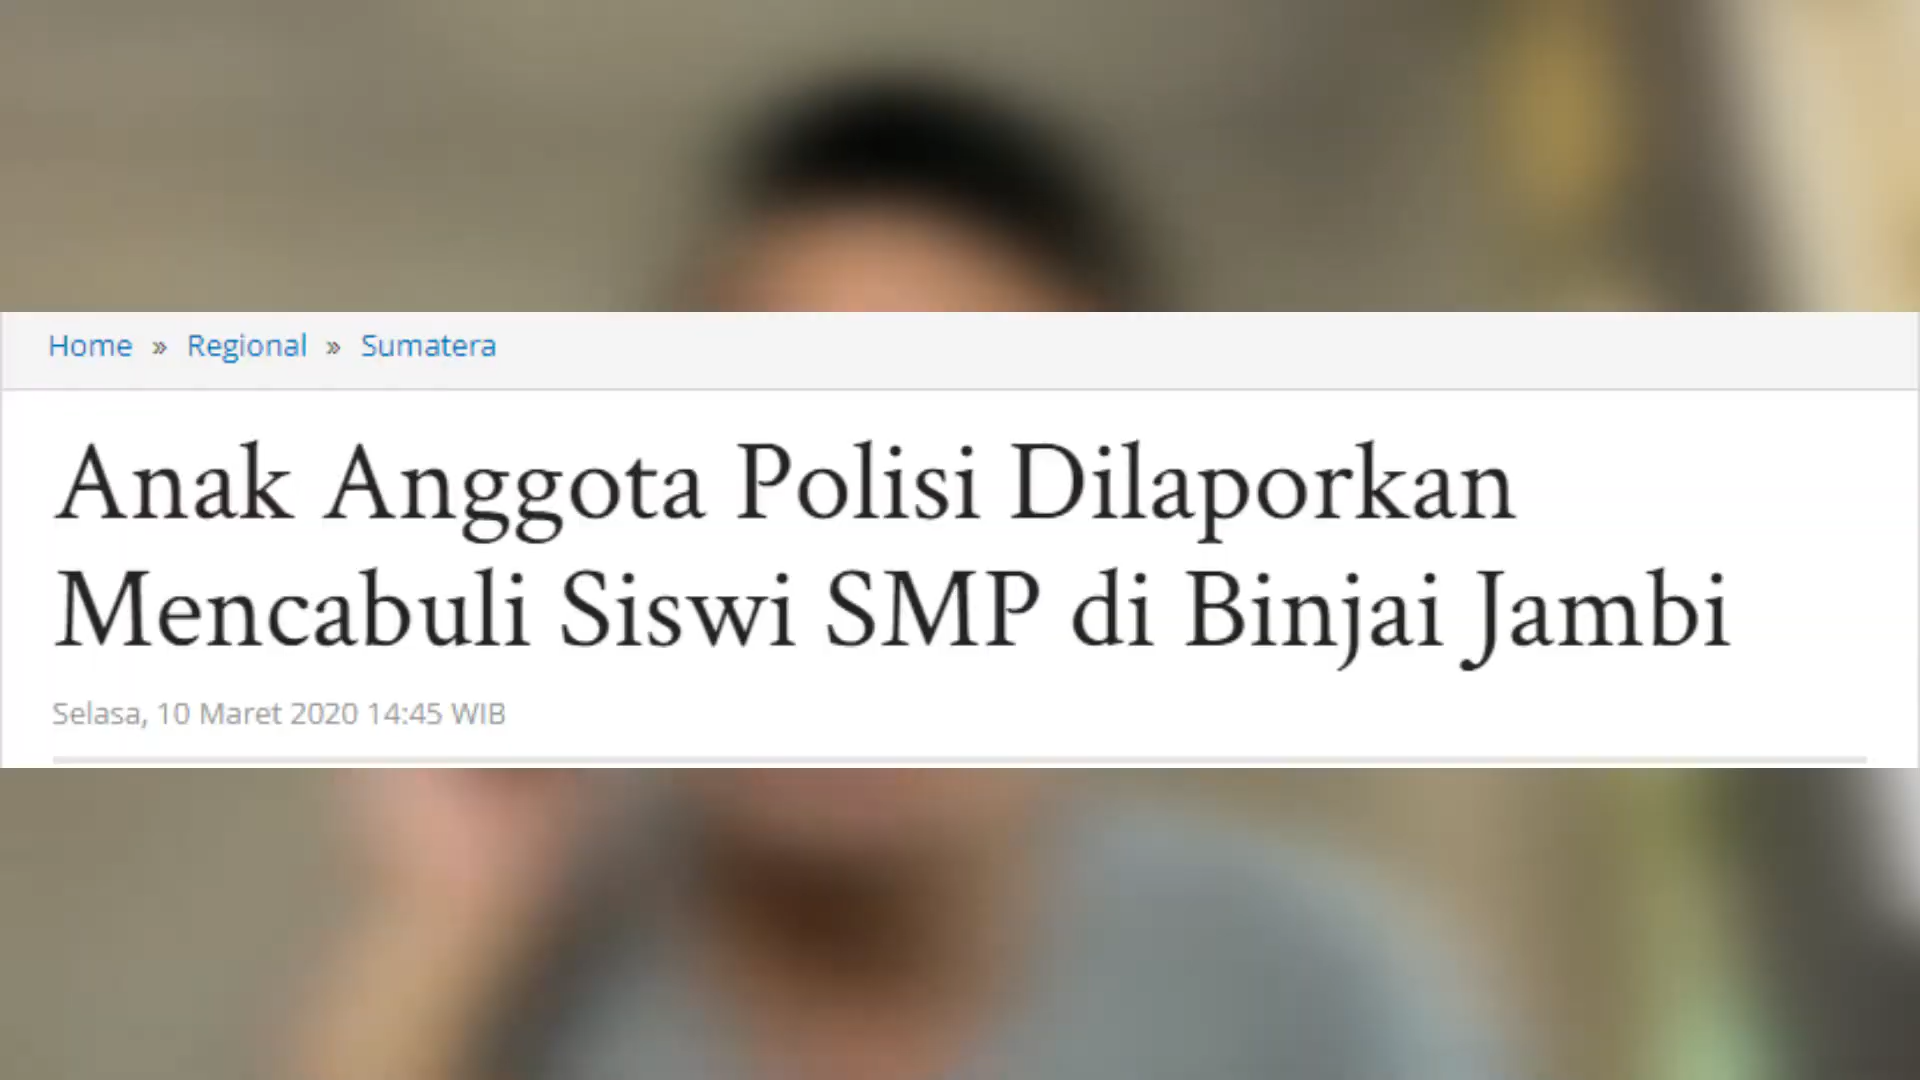 Home » Regional » Sumatera
Anak Anggota Polisi Dilaporkan
Mencabuli Siswi SMP di Binjai Jambi
Selasa, 10 Maret 2020 14:45 WIB